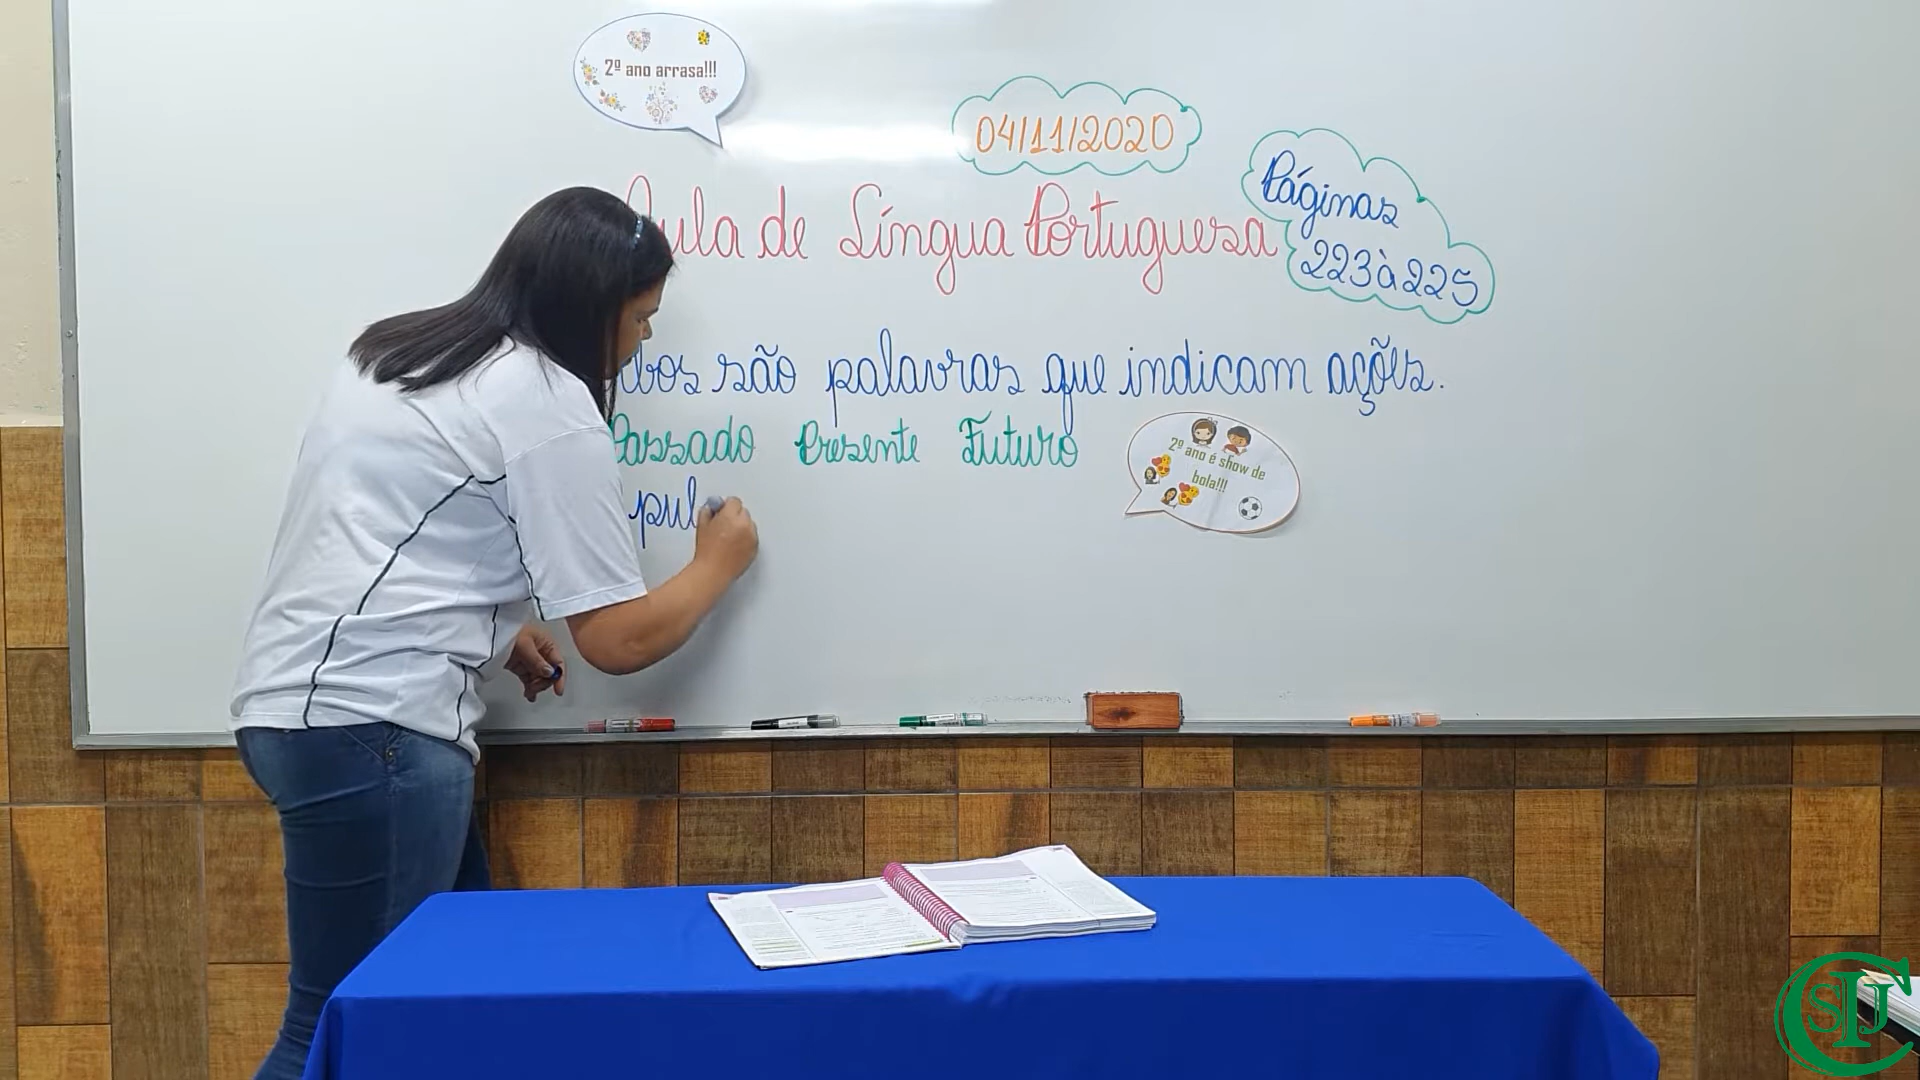 2º ano arrasa!!!
04/11/2020
Aula de Língua Portuguesa
Páginas
223 à 225
bos são palavras que indicam ações.
Passado Presente Futuro
2º ano é show de
bola!!!
pul
CSPJ